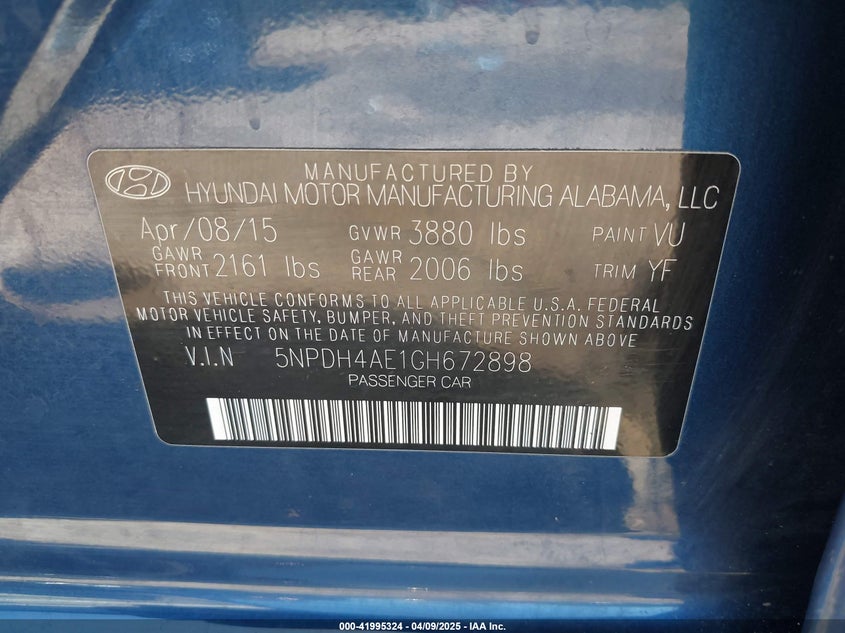 MANUFACTURED BY
HYUNDAI MOTOR MANUFACTURING ALABAMA, LLC
Apr/08/15 GVWR 3880 lbs PAINT VU
GAWR FRONT 2161 lbs GAWR REAR 2006 lbs TRIM YF
THIS VEHICLE CONFORMS TO ALL APPLICABLE U.S.A. FEDERAL
MOTOR VEHICLE SAFETY, BUMPER, AND THEFT PREVENTION STANDARDS
IN EFFECT ON THE DATE OF MANUFACTURE SHOWN ABOVE
V.I.N 5NPDH4AE1GH672898
PASSENGER CAR
000-41995324 - 04/09/2025 - IAA Inc.